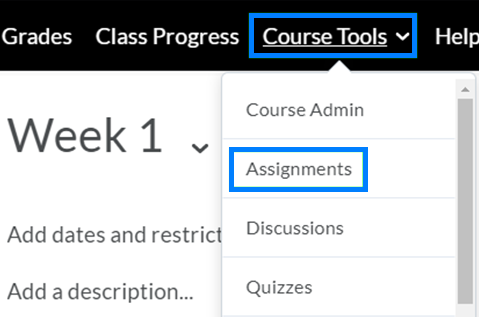 Grades Class Progress Course Tools Help
Course Admin
Week 1
Assignments
Add dates and restrict
Discussions
Add a description...
Quizzes